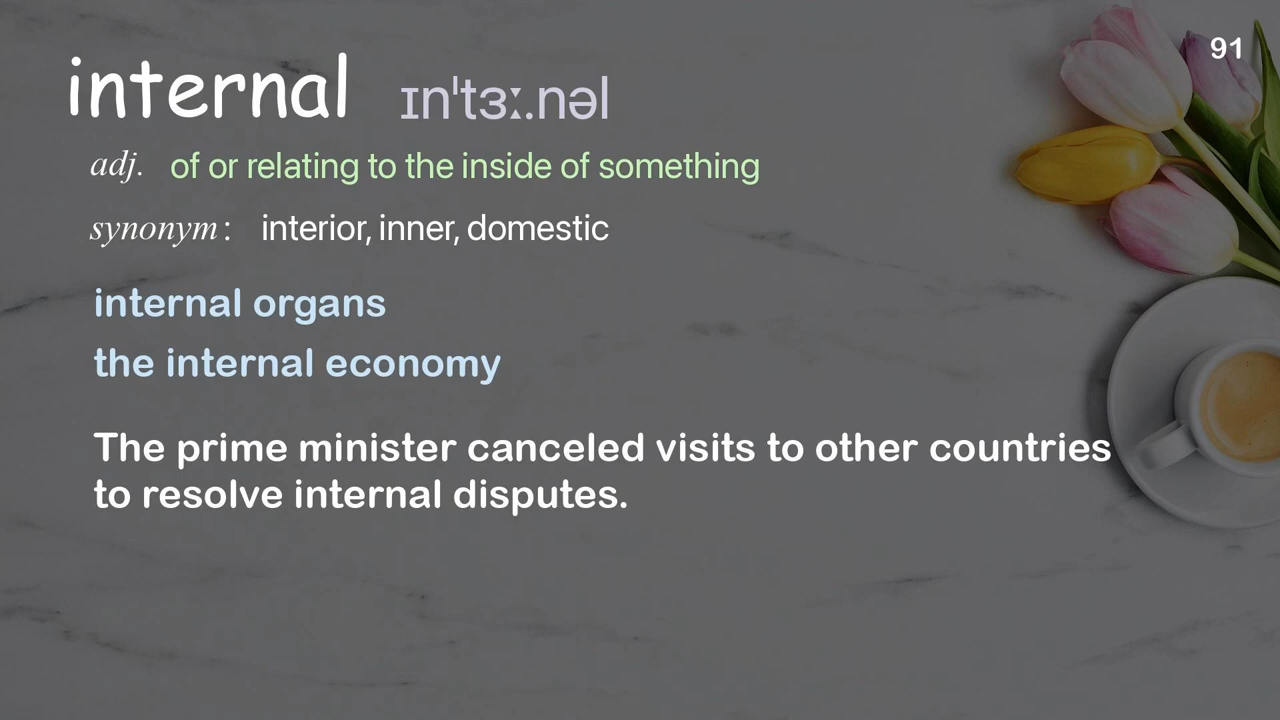 91
internal ɪnˈtɜː.nəl
adj. of or relating to the inside of something
synonym: interior, inner, domestic
internal organs
the internal economy
The prime minister canceled visits to other countries
to resolve internal disputes.